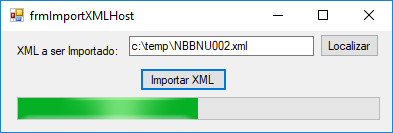 frmImportXMLHost
XML a ser Importado: c:\temp\NBBNU002.xml Localizar
Importar XML